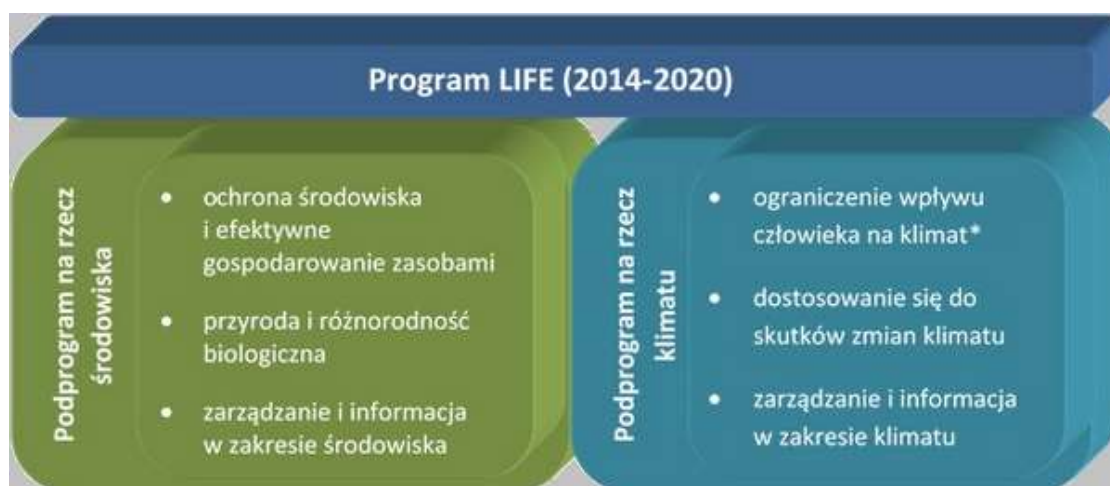 Program LIFE (2014-2020)
Podprogram na rzecz
środowiska
• ochrona środowiska
i efektywne
gospodarowanie zasobami
• przyroda i różnorodność
biologiczna
• zarządzanie i informacja
w zakresie środowiska
Podprogram na rzecz
klimatu
• ograniczenie wpływu
człowieka na klimat*
• dostosowanie się do
skutków zmian klimatu
• zarządzanie i informacja
w zakresie klimatu